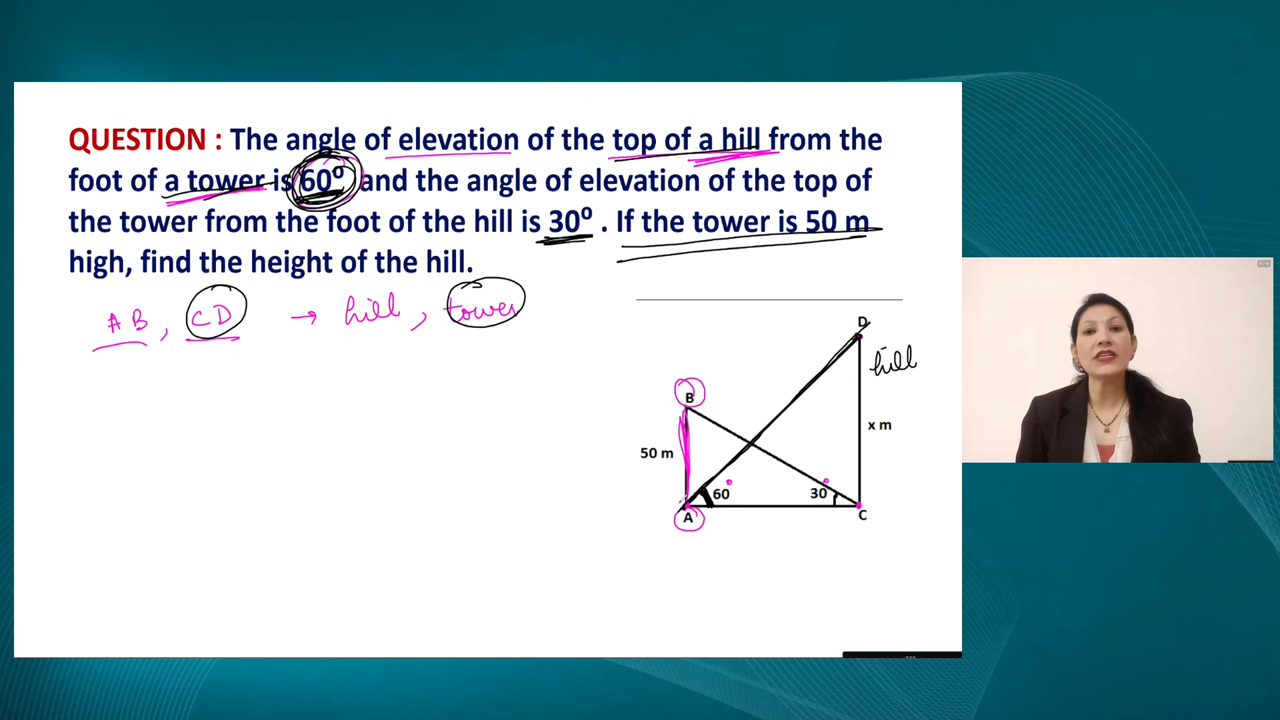 QUESTION : The angle of elevation of the top of a hill from the
foot of a tower is 60⁰ and the angle of elevation of the top of
the tower from the foot of the hill is 30⁰ . If the tower is 50 m
high, find the height of the hill.
AB, CD → hill, tower
D
hill
B
x m
50 m
60°
30°
A
C